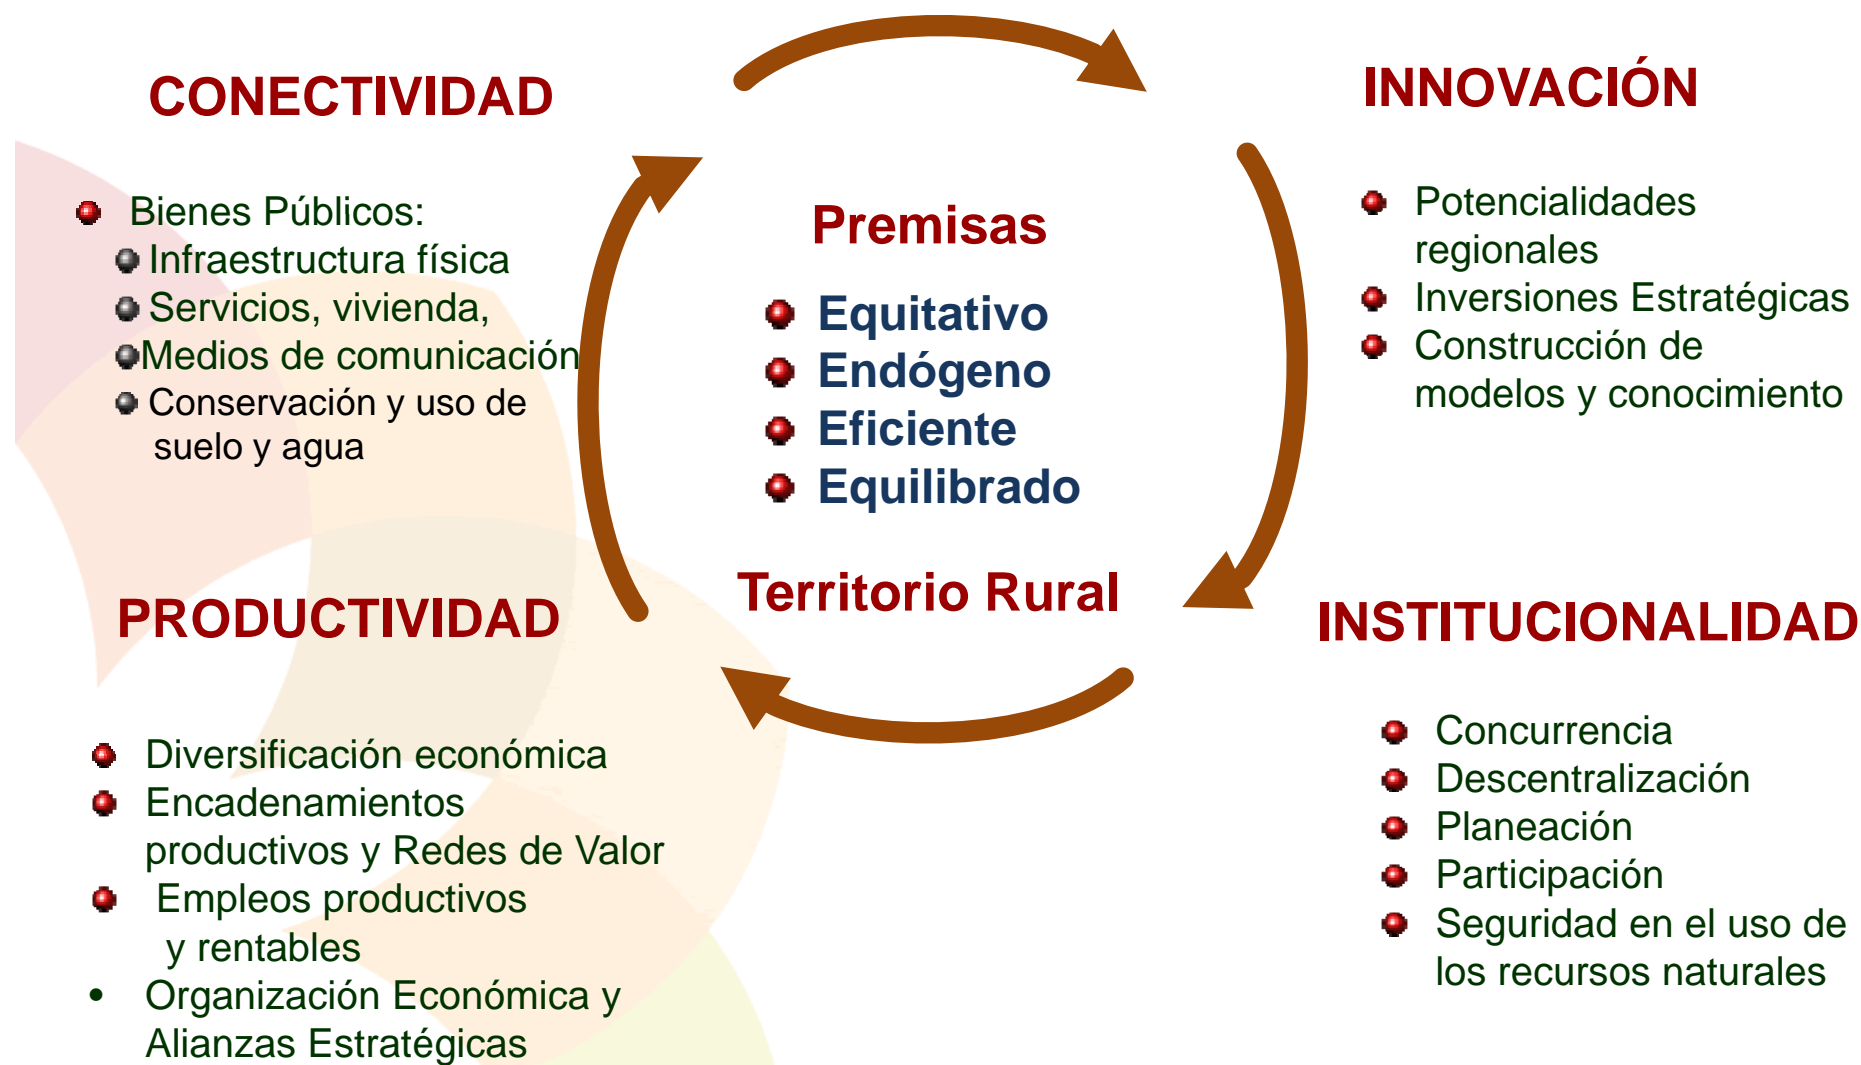 CONECTIVIDAD
Bienes Públicos:
Infraestructura física
Servicios, vivienda,
Medios de comunicación
Conservación y uso de
suelo y agua
Premisas
Equitativo
Endógeno
Eficiente
Equilibrado
Territorio Rural
INNOVACIÓN
Potencialidades
regionales
Inversiones Estratégicas
Construcción de
modelos y conocimiento
PRODUCTIVIDAD
Diversificación económica
Encadenamientos
productivos y Redes de Valor
Empleos productivos
y rentables
• Organización Económica y
Alianzas Estratégicas
INSTITUCIONALIDAD
Concurrencia
Descentralización
Planeación
Participación
Seguridad en el uso de
los recursos naturales